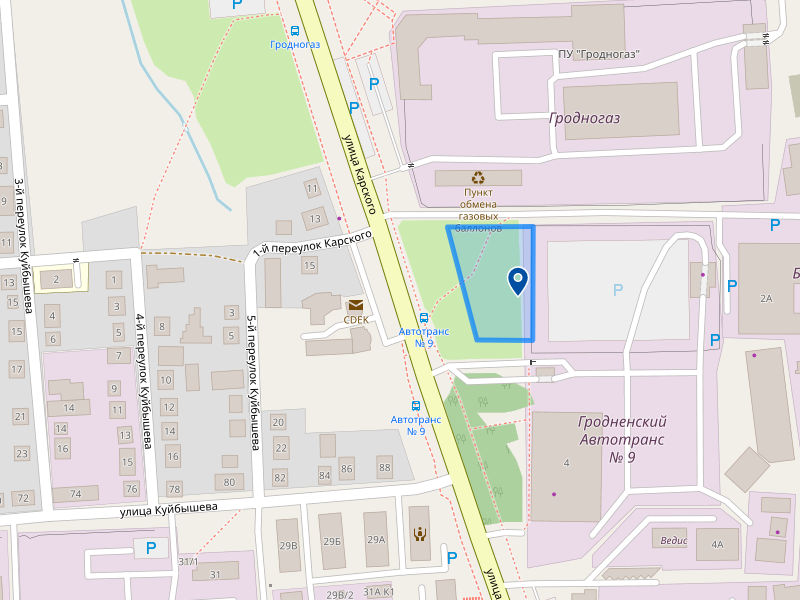 P
Гродногаз
P
P
ПУ "Гродногаз"
Гродногаз
улица Карского
Пункт
обмена
газовых
баллонов
3-й переулок Куйбышева
11
13
1-й переулок Карского
15
9
11
13
15
17
21
23
72
2
1
3
4
6
7
8
3
5
CDEK
Автотранс
№ 9
Автотранс
№ 9
P
P
P
P
2А
4-й переулок Куйбышева
5-й переулок Куйбышева
10
12
14
16
9
11
13
15
14
14
16
74
76
78
80
82
20
22
84
86
88
Гродненский
Автотранс
№ 9
4
улица Куйбышева
29В
29Б
29А
P
P
31/1
31
29В/2
31А К1
улица
Ведис
4А